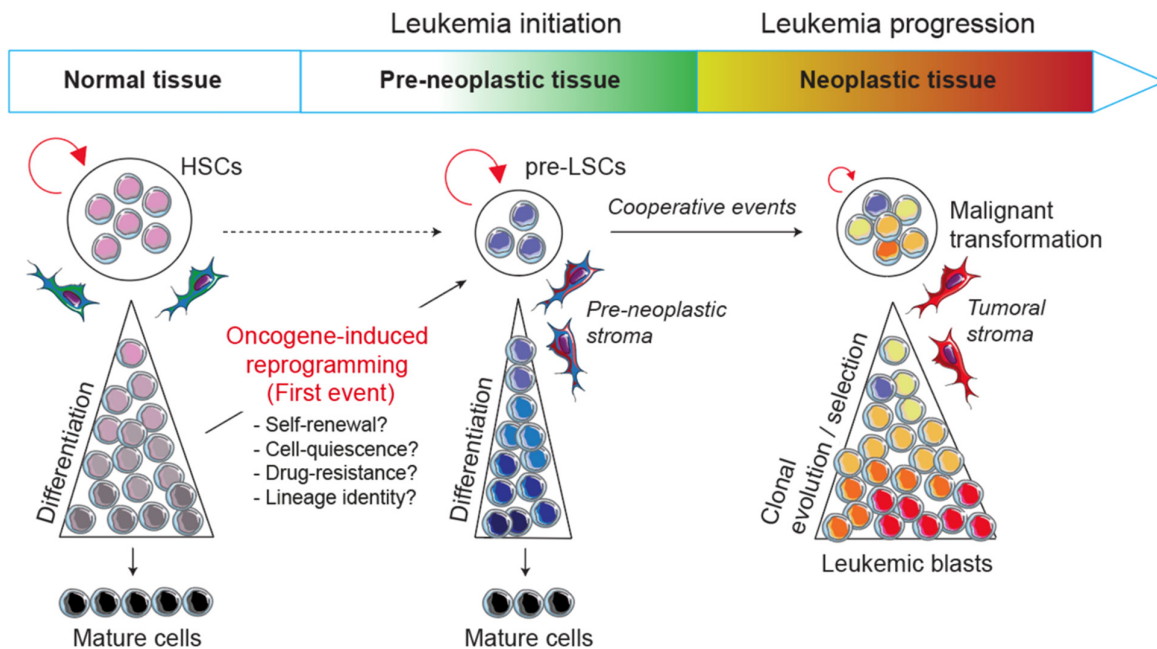 Leukemia initiation
Leukemia progression
Normal tissue
Pre-neoplastic tissue
Neoplastic tissue
HSCs
pre-LSCs
Cooperative events
Malignant
transformation
Pre-neoplastic
stroma
Tumoral
stroma
Oncogene-induced
reprogramming
(First event)
- Self-renewal?
- Cell-quiescence?
- Drug-resistance?
- Lineage identity?
Differentiation
Differentiation
Clonal
evolution / selection
Leukemic blasts
Mature cells
Mature cells